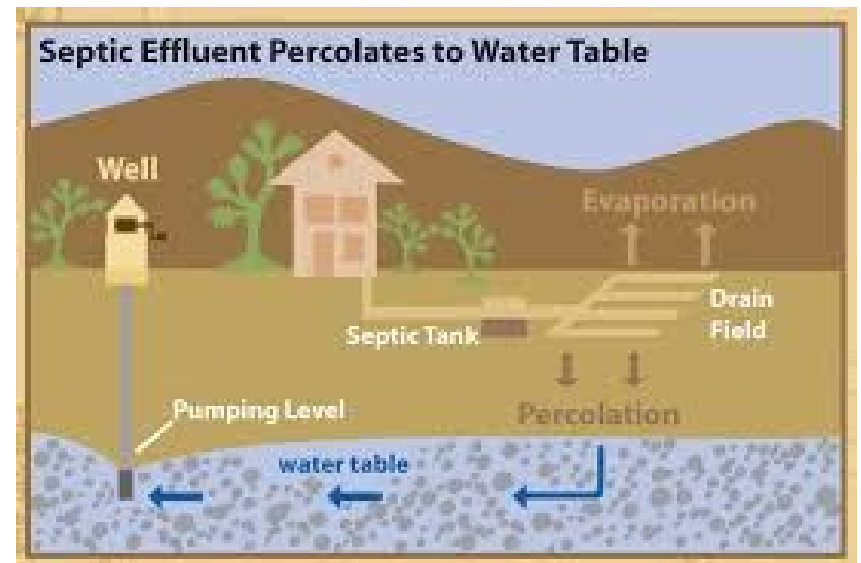 Septic Effluent Percolates to Water Table
Well
Evaporation
Drain
Field
Septic Tank
Pumping Level
Percolation
water table